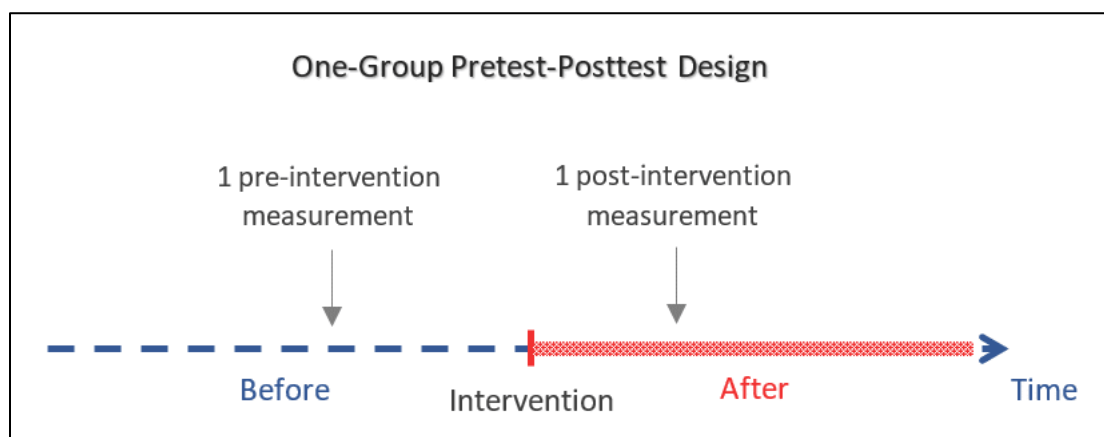 One-Group Pretest-Posttest Design
1 pre-intervention
measurement
1 post-intervention
measurement
Before
Intervention
After
Time